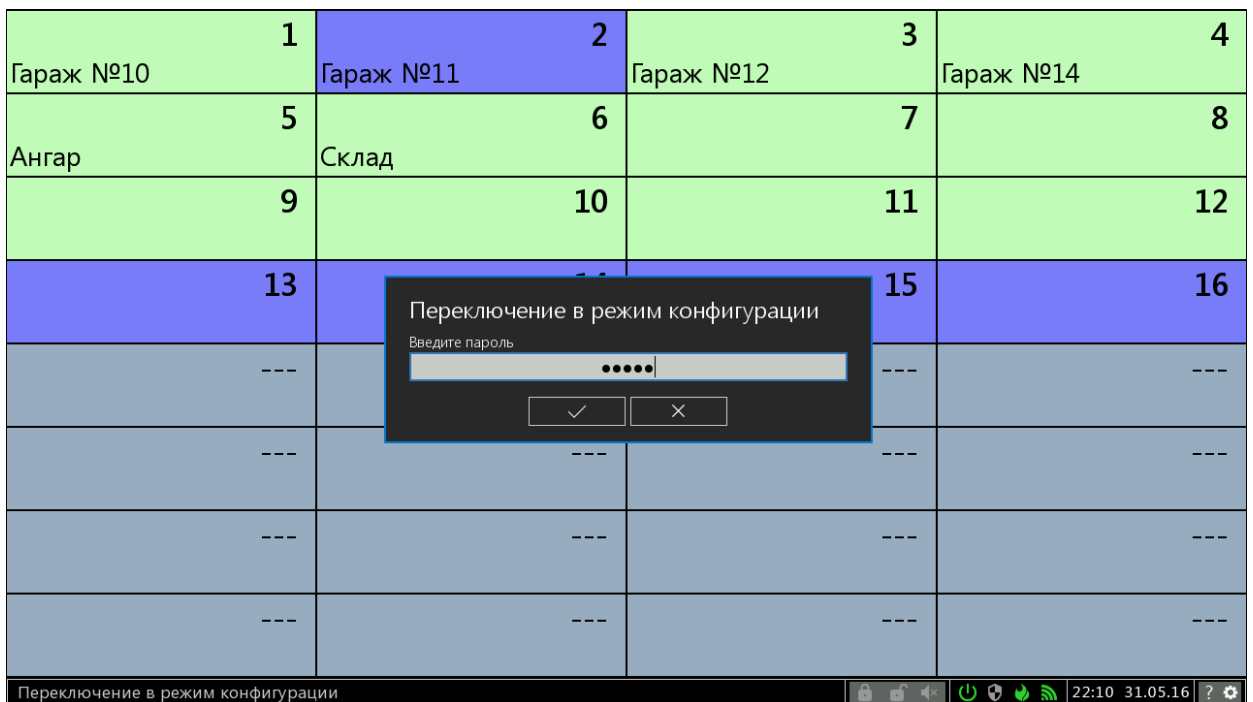 1 2 3 4
Гараж №10 Гараж №11 Гараж №12 Гараж №14
5 6 7 8
Ангар Склад
9 10 11 12
13 15 16
Переключение в режим конфигурации
Введите пароль
•••••
--- --- ---
--- --- --- ---
--- --- --- ---
--- --- --- ---
Переключение в режим конфигурации 22:10 31.05.16 ?